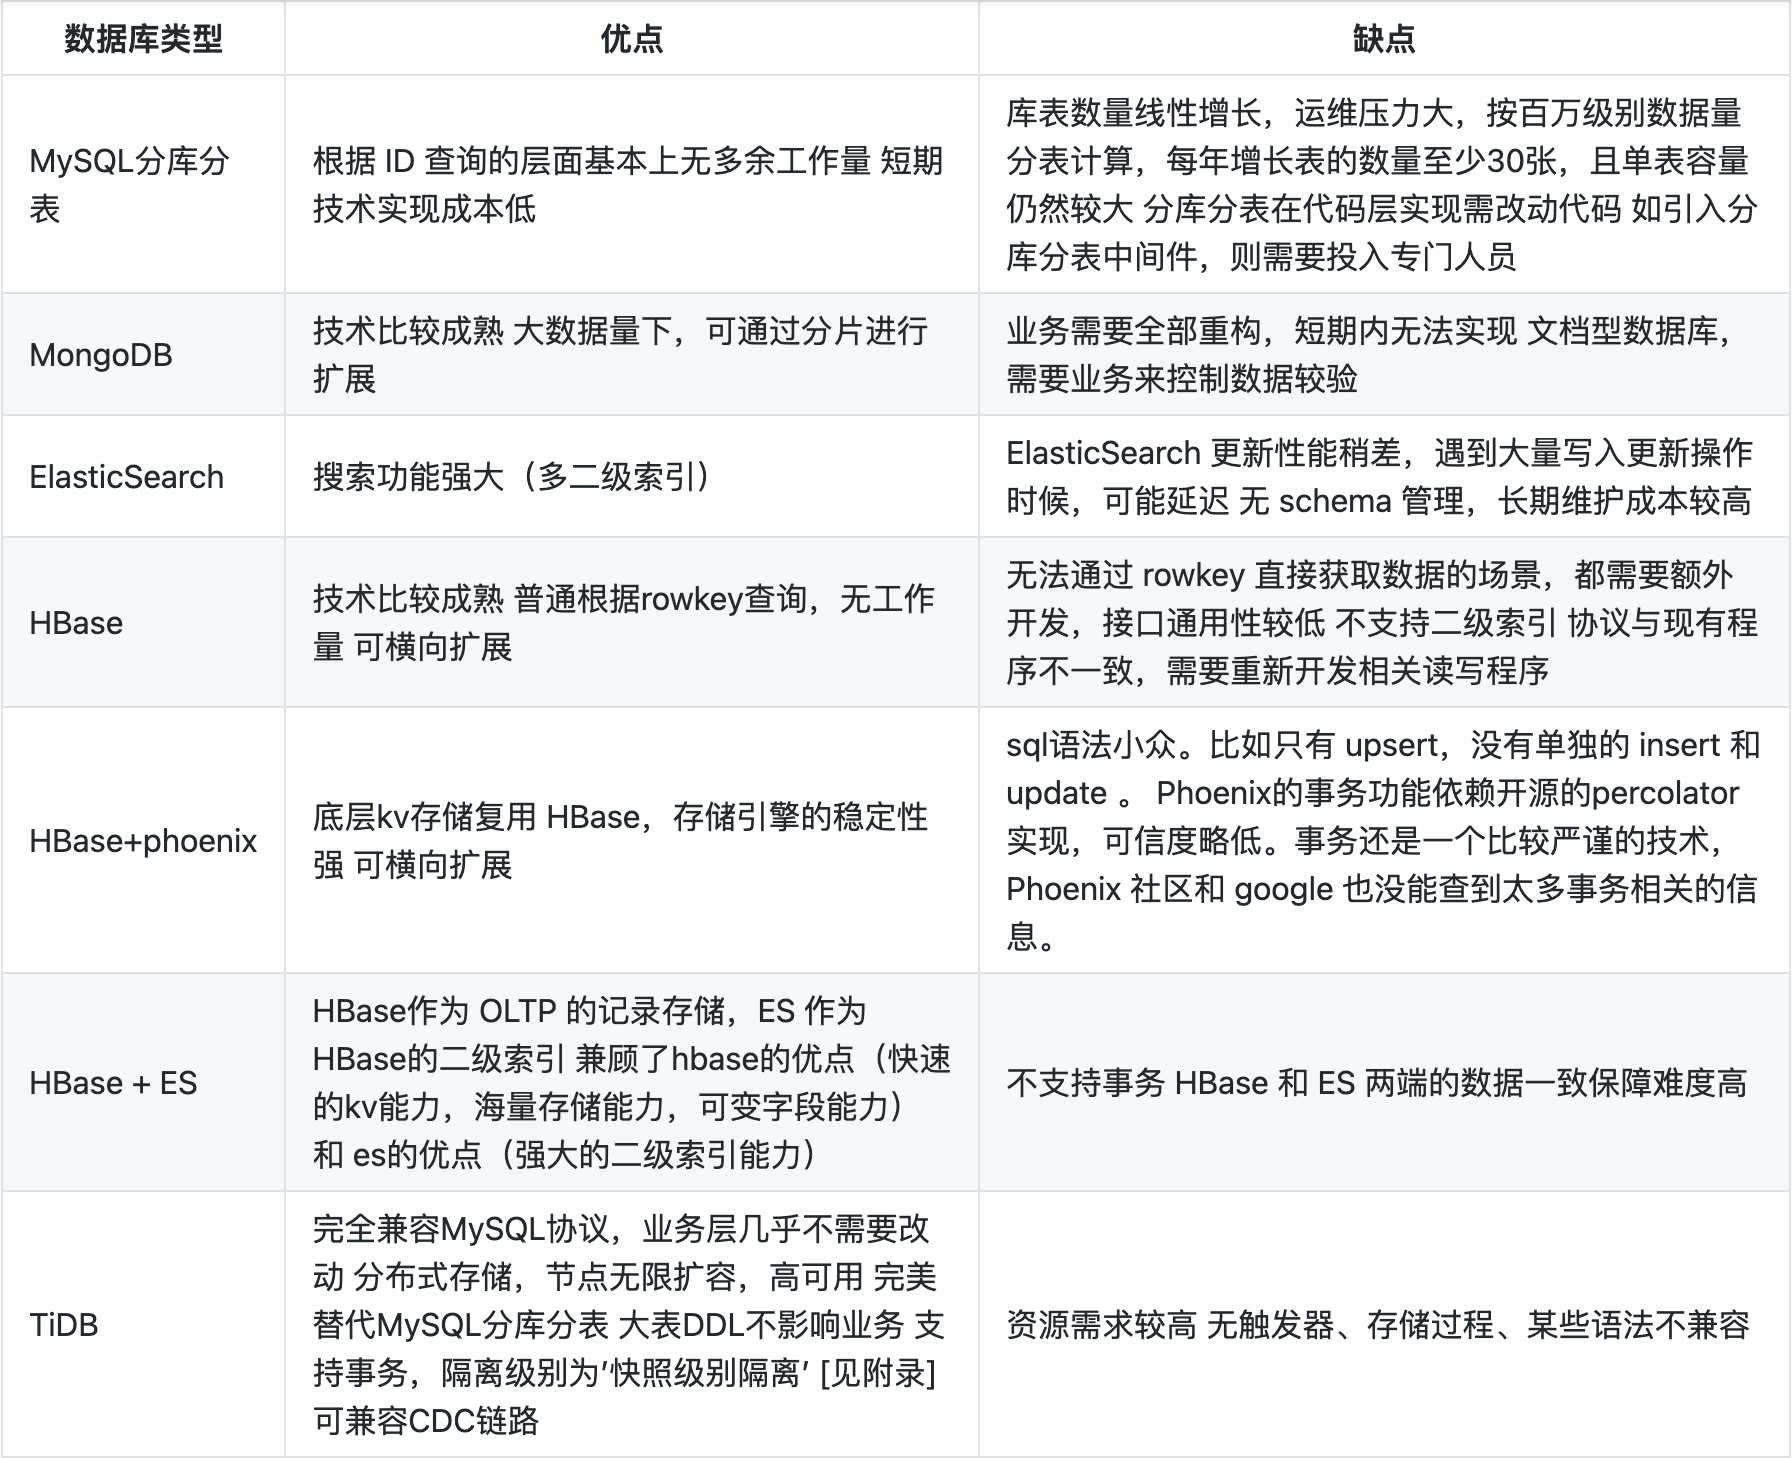 数据库类型
优点
缺点
MySQL分库分
表
根据 ID 查询的层面基本上无多余工作量 短期
技术实现成本低
库表数量线性增长，运维压力大，按百万级别数据量
分表计算，每年增长表的数量至少30张，且单表容量
仍然较大 分库分表在代码层实现需改动代码 如引入分
库分表中间件，则需要投入专门人员
MongoDB
技术比较成熟 大数据量下，可通过分片进行
扩展
业务需要全部重构，短期内无法实现 文档型数据库，
需要业务来控制数据较验
ElasticSearch
搜索功能强大（多二级索引）
ElasticSearch 更新性能稍差，遇到大量写入更新操作
时候，可能延迟 无 schema 管理，长期维护成本较高
HBase
技术比较成熟 普通根据rowkey查询，无工作
量 可横向扩展
无法通过 rowkey 直接获取数据的场景，都需要额外
开发，接口通用性较低 不支持二级索引 协议与现有程
序不一致，需要重新开发相关读写程序
HBase+phoenix
底层kv存储复用 HBase，存储引擎的稳定性
强 可横向扩展
sql语法小众。比如只有 upsert，没有单独的 insert 和
update 。 Phoenix的事务功能依赖开源的percolator
实现，可信度略低。事务还是一个比较严谨的技术，
Phoenix 社区和 google 也没能查到太多事务相关的信
息。
HBase + ES
HBase作为 OLTP 的记录存储，ES 作为
HBase的二级索引 兼顾了hbase的优点（快速
的kv能力，海量存储能力，可变字段能力）
和 es的优点（强大的二级索引能力）
不支持事务 HBase 和 ES 两端的数据一致保障难度高
TiDB
完全兼容MySQL协议，业务层几乎不需要改
动 分布式存储，节点无限扩容，高可用 完美
替代MySQL分库分表 大表DDL不影响业务 支
持事务，隔离级别为’快照级别隔离’ [见附录]
可兼容CDC链路
资源需求较高 无触发器、存储过程、某些语法不兼容